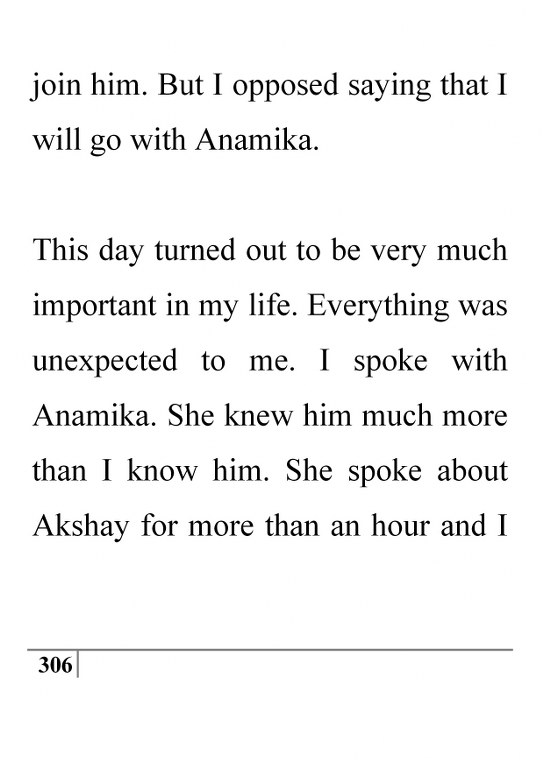 join him. But I opposed saying that I
will go with Anamika.
This day turned out to be very much
important in my life. Everything was
unexpected to me. I spoke with
Anamika. She knew him much more
than I know him. She spoke about
Akshay for more than an hour and I
306